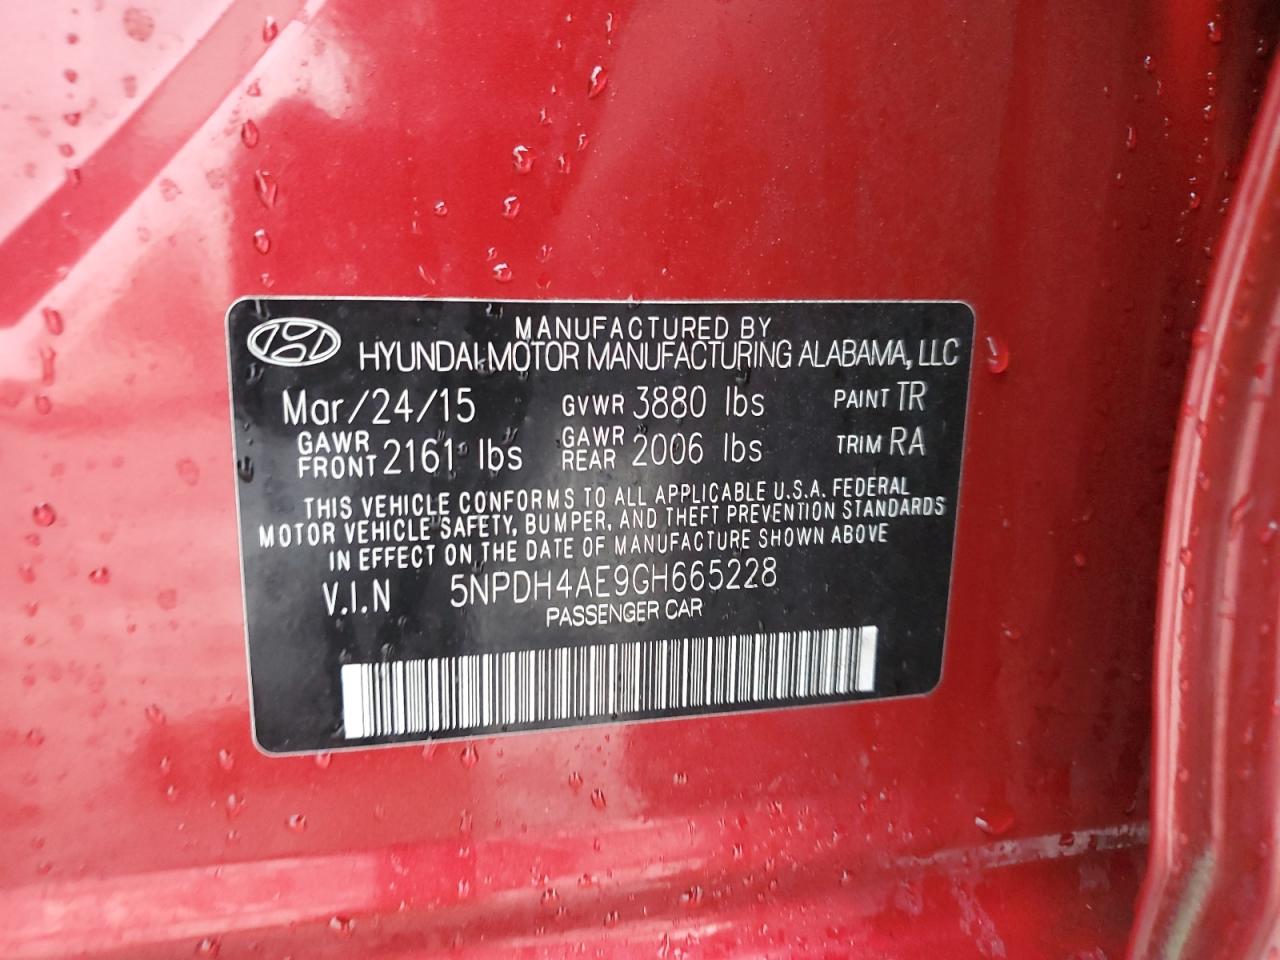 MANUFACTURED BY
HYUNDAI MOTOR MANUFACTURING ALABAMA, LLC
Mar/24/15 GVWR 3880 lbs PAINT TR
GAWR FRONT 2161 lbs GAWR REAR 2006 lbs TRIM RA
THIS VEHICLE CONFORMS TO ALL APPLICABLE U.S.A. FEDERAL
MOTOR VEHICLE SAFETY, BUMPER, AND THEFT PREVENTION STANDARDS
IN EFFECT ON THE DATE OF MANUFACTURE SHOWN ABOVE
V.I.N 5NPDH4AE9GH665228
PASSENGER CAR